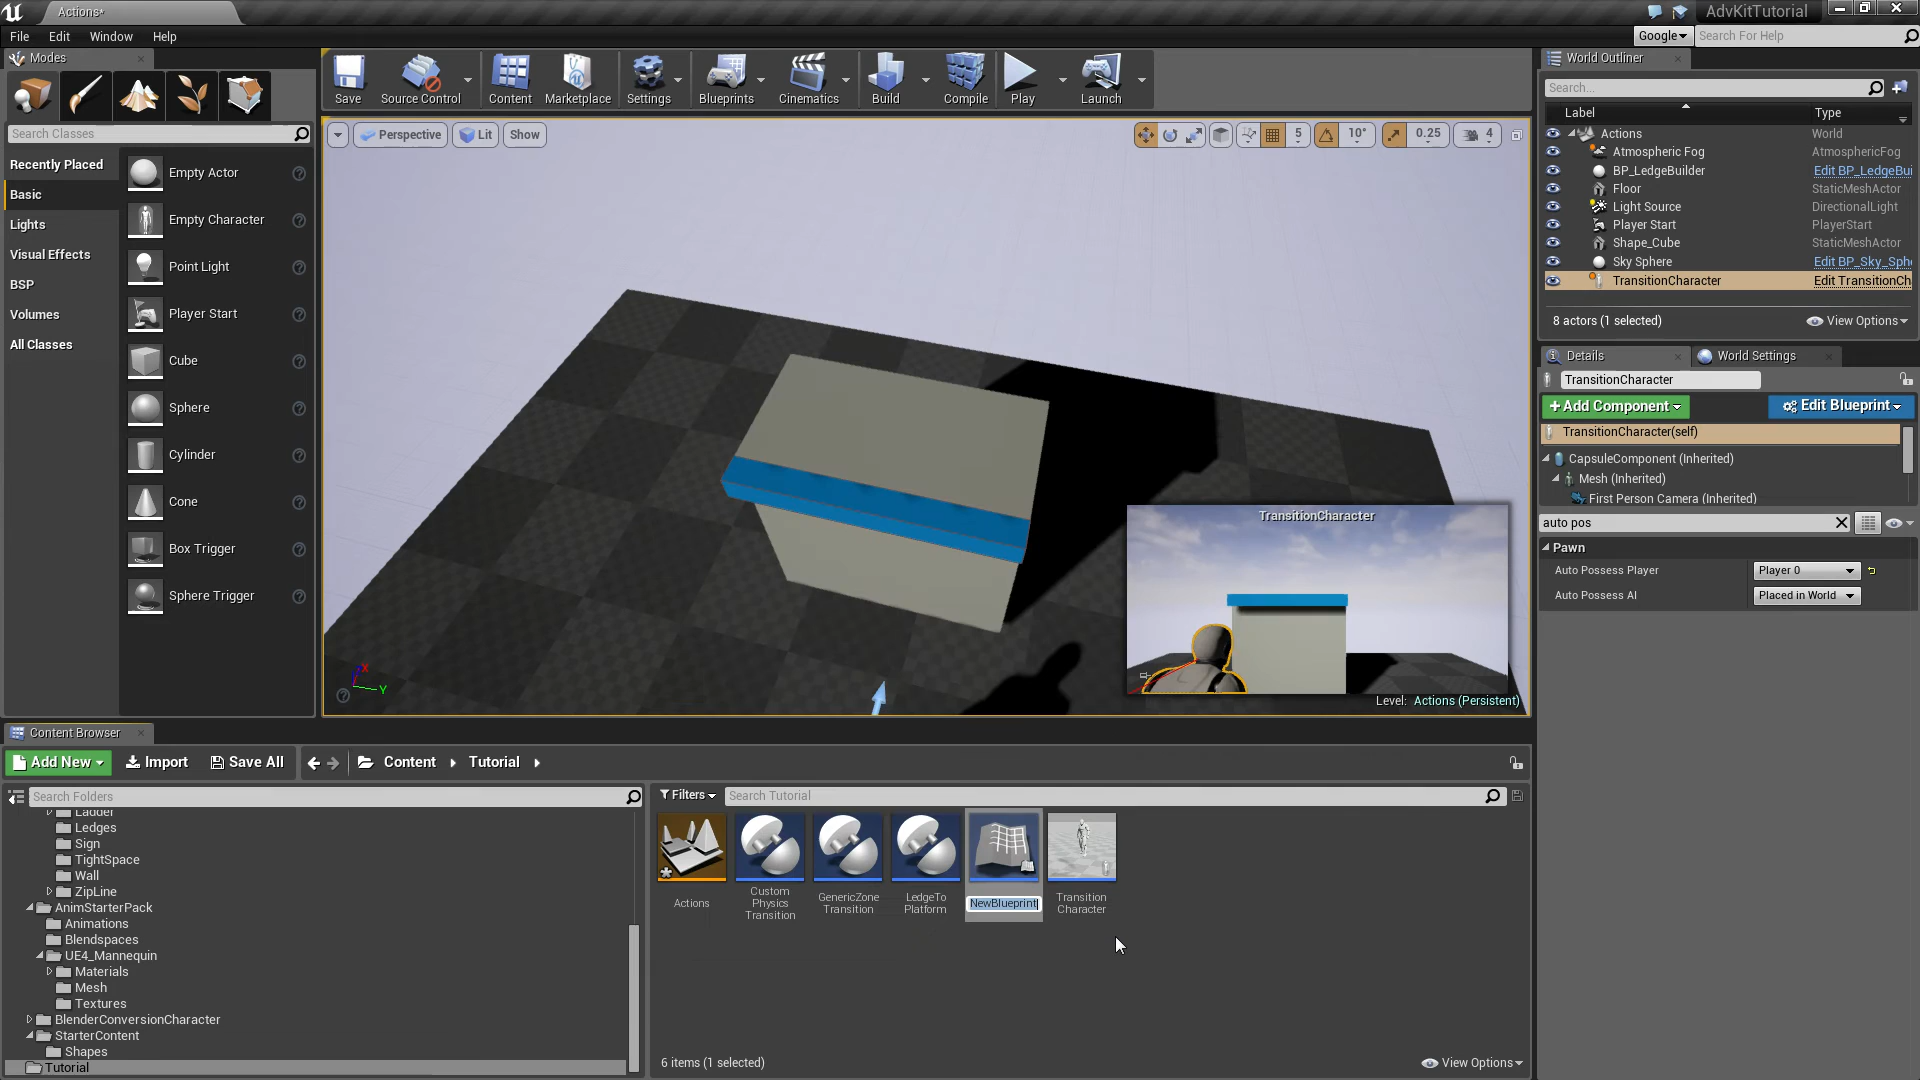 Actions*
AdvKitTutorial
File
Edit
Window
Help
Google
Search For Help
Modes
Search Classes
Recently Placed
Basic
Lights
Visual Effects
BSP
Volumes
All Classes
Empty Actor
Empty Character
Point Light
Player Start
Cube
Sphere
Cylinder
Cone
Box Trigger
Sphere Trigger
Save
Source Control
Content
Marketplace
Settings
Blueprints
Cinematics
Build
Compile
Play
Launch
Perspective
Lit
Show
5
10°
0.25
4
X
Y
TransitionCharacter
Level: Actions (Persistent)
World Outliner
Search...
Label
Type
Actions
World
Atmospheric Fog
AtmosphericFog
BP_LedgeBuilder
Edit BP_LedgeBui
Floor
StaticMeshActor
Light Source
DirectionalLight
Player Start
PlayerStart
Shape_Cube
StaticMeshActor
Sky Sphere
Edit BP_Sky_Sph
TransitionCharacter
Edit TransitionCh
8 actors (1 selected)
View Options
Details
World Settings
TransitionCharacter
+Add Component
Edit Blueprint
TransitionCharacter(self)
CapsuleComponent (Inherited)
Mesh (Inherited)
First Person Camera (Inherited)
auto pos
Pawn
Auto Possess Player
Player 0
Auto Possess AI
Placed in World
Content Browser
Add New
Import
Save All
Content
Tutorial
Search Folders
Ladder
Ledges
Sign
TightSpace
Wall
ZipLine
AnimStarterPack
Animations
Blendspaces
UE4_Mannequin
Materials
Mesh
Textures
BlenderConversionCharacter
StarterContent
Shapes
Tutorial
Filters
Search Tutorial
Actions
Custom
Physics
Transition
GenericZone
Transition
LedgeTo
Platform
NewBlueprint
Transition
Character
6 items (1 selected)
View Options